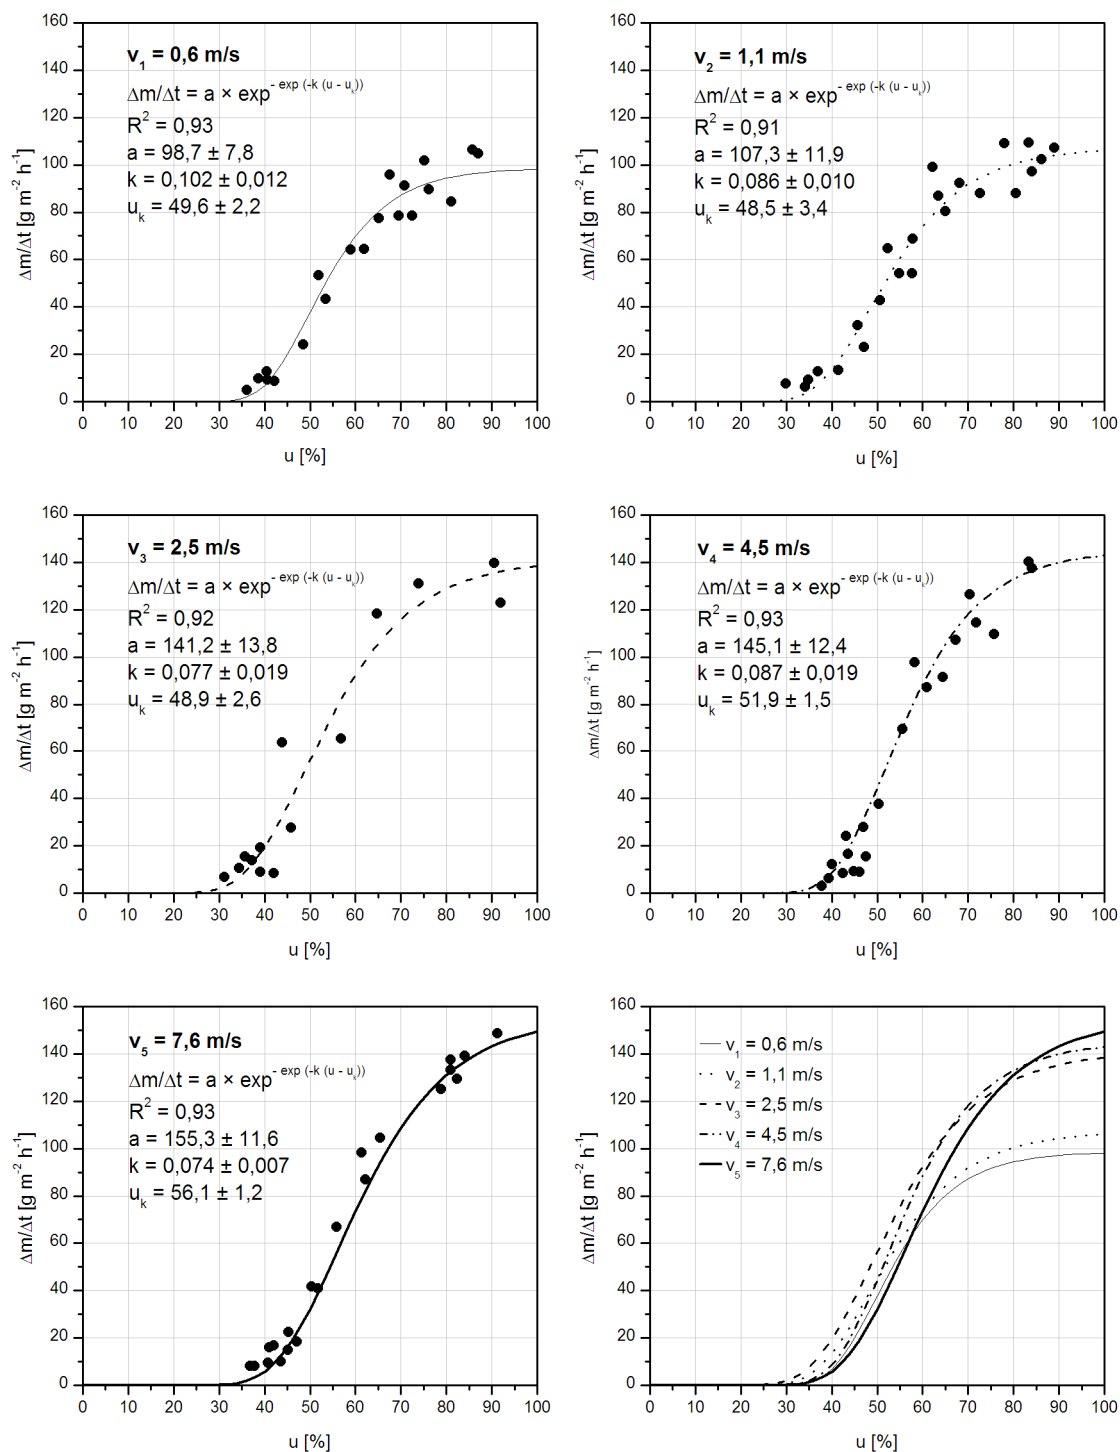 v₁ = 0,6 m/s
Δm/Δt = a × exp^- exp (-k (u - uₖ))
R² = 0,93
a = 98,7 ± 7,8
k = 0,102 ± 0,012
uₖ = 49,6 ± 2,2
Δm/Δt [g m⁻² h⁻¹]
160
140
120
100
80
60
40
20
0
0 10 20 30 40 50 60 70 80 90 100
u [%]
v₂ = 1,1 m/s
Δm/Δt = a × exp^- exp (-k (u - uₖ))
R² = 0,91
a = 107,3 ± 11,9
k = 0,086 ± 0,010
uₖ = 48,5 ± 3,4
Δm/Δt [g m⁻² h⁻¹]
160
140
120
100
80
60
40
20
0
0 10 20 30 40 50 60 70 80 90 100
u [%]
v₃ = 2,5 m/s
Δm/Δt = a × exp^- exp (-k (u - uₖ))
R² = 0,92
a = 141,2 ± 13,8
k = 0,077 ± 0,019
uₖ = 48,9 ± 2,6
Δm/Δt [g m⁻² h⁻¹]
160
140
120
100
80
60
40
20
0
0 10 20 30 40 50 60 70 80 90 100
u [%]
v₄ = 4,5 m/s
Δm/Δt = a × exp^- exp (-k (u - uₖ))
R² = 0,93
a = 145,1 ± 12,4
k = 0,087 ± 0,019
uₖ = 51,9 ± 1,5
Δm/Δt [g m⁻² h⁻¹]
160
140
120
100
80
60
40
20
0
0 10 20 30 40 50 60 70 80 90 100
u [%]
v₅ = 7,6 m/s
Δm/Δt = a × exp^- exp (-k (u - uₖ))
R² = 0,93
a = 155,3 ± 11,6
k = 0,074 ± 0,007
uₖ = 56,1 ± 1,2
Δm/Δt [g m⁻² h⁻¹]
160
140
120
100
80
60
40
20
0
0 10 20 30 40 50 60 70 80 90 100
u [%]
v₁ = 0,6 m/s
v₂ = 1,1 m/s
v₃ = 2,5 m/s
v₄ = 4,5 m/s
v₅ = 7,6 m/s
Δm/Δt [g m⁻² h⁻¹]
160
140
120
100
80
60
40
20
0
0 10 20 30 40 50 60 70 80 90 100
u [%]